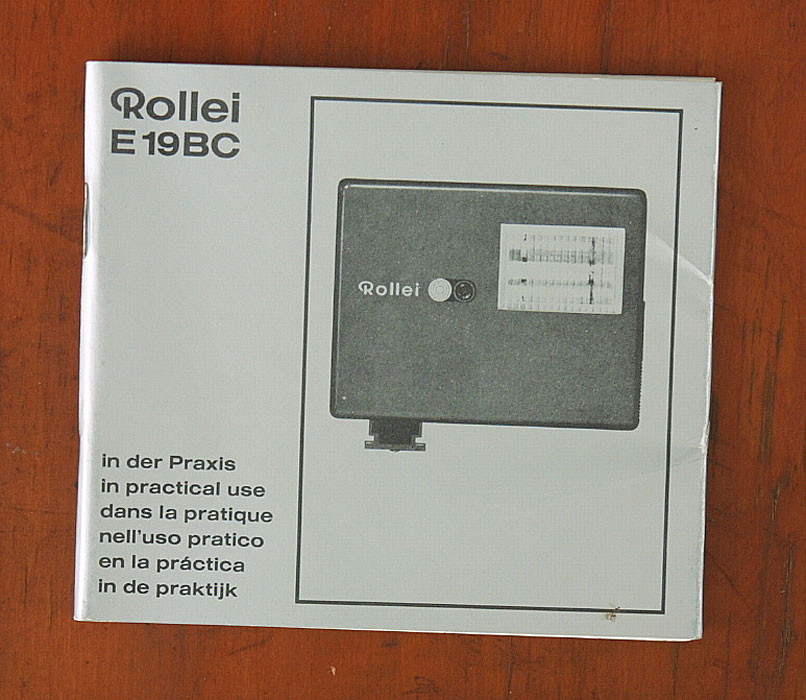 Rollei
E19BC
Rollei
in der Praxis
in practical use
dans la pratique
nell'uso pratico
en la práctica
in de praktijk